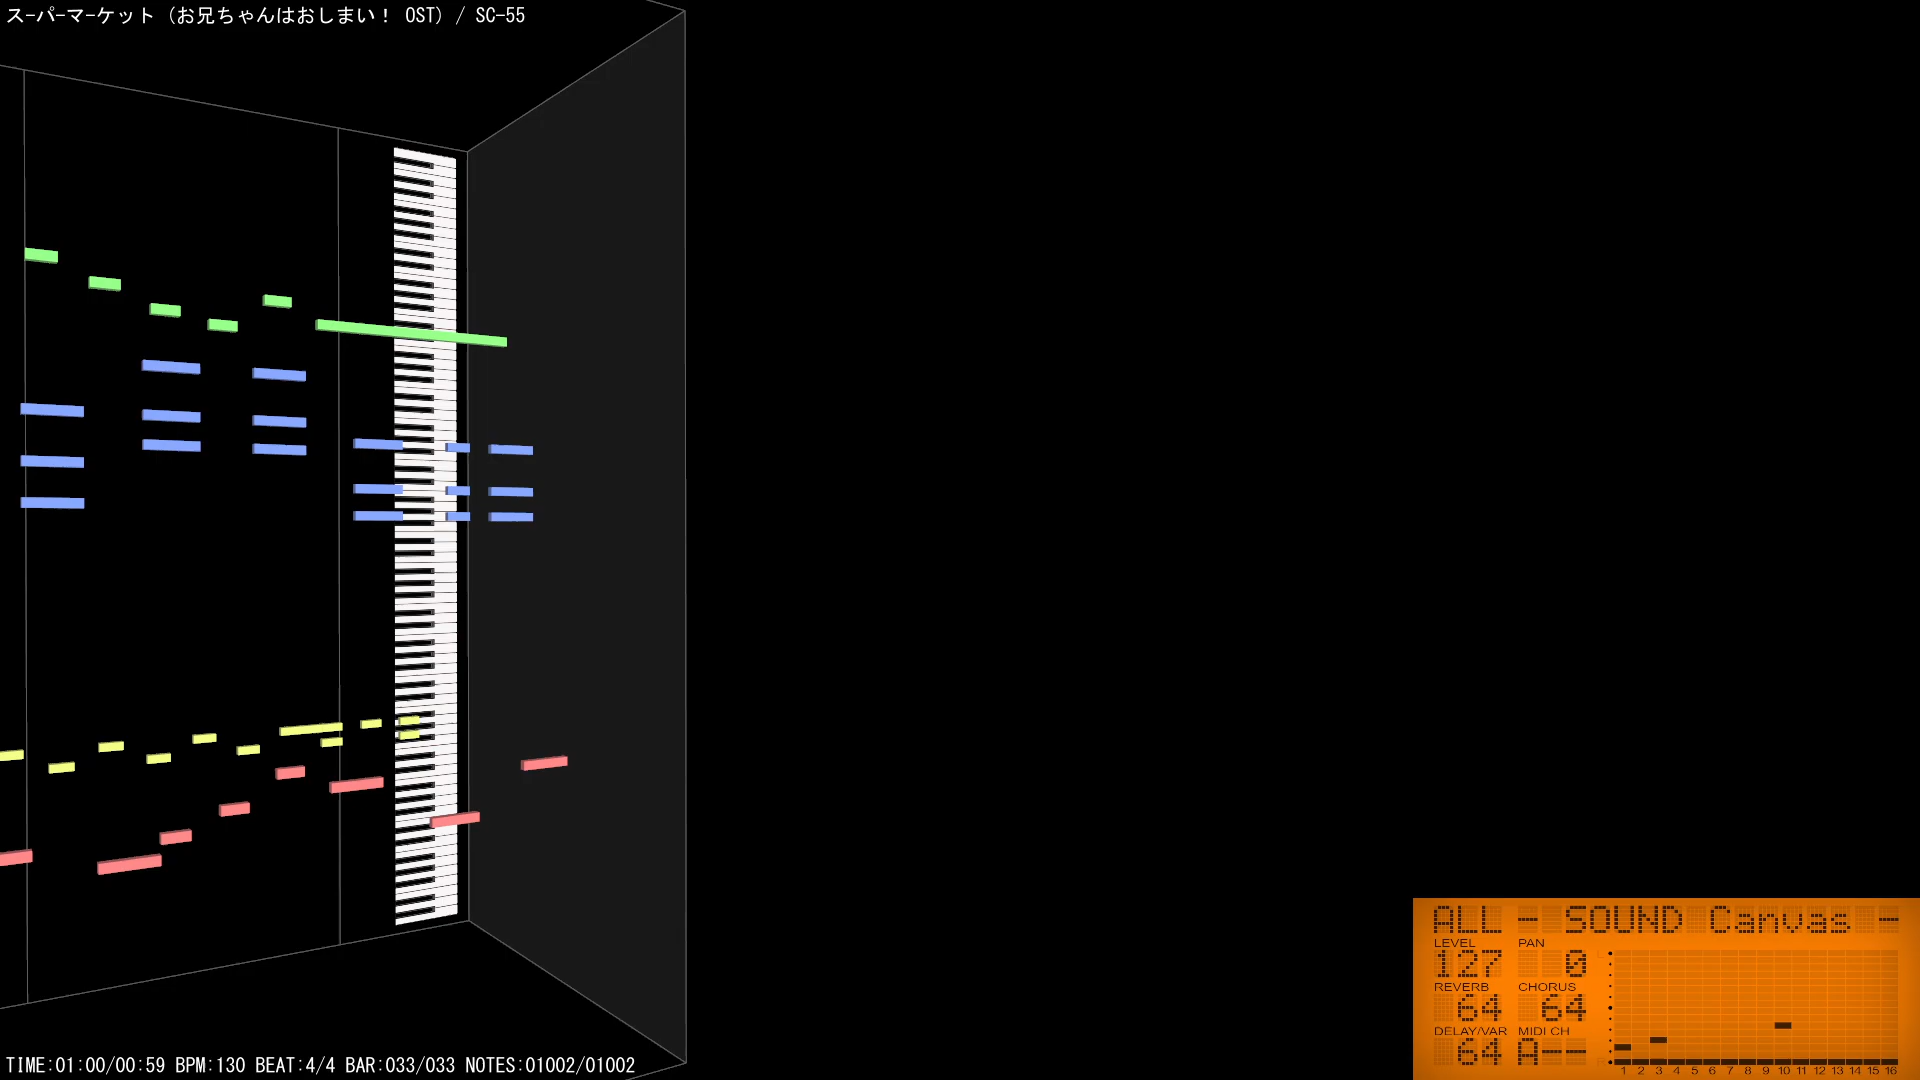 スーパーマーケット (お兄ちゃんはおしまい！ OST) / SC-55
ALL - SOUND Canvas -
LEVEL PAN
127 0
REVERB CHORUS
64 64
DELAY/VAR MIDI CH
64 A--
1 2 3 4 5 6 7 8 9 10 11 12 13 14 15 16
TIME:01:00/00:59 BPM:130 BEAT:4/4 BAR:033/033 NOTES:01002/01002